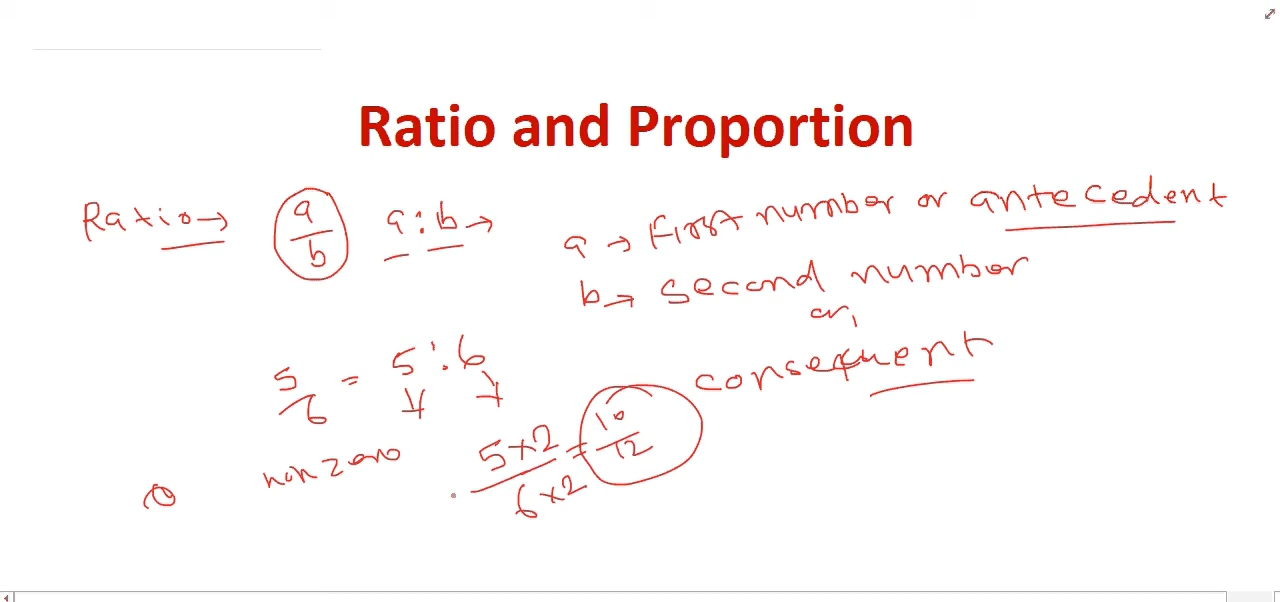 Ratio and Proportion
Ratio → a/b a:b →
a → First number or antecedent
b → second number
or,
consequent
5/6 = 5:6
non zero
5×2/6×2 = 10/12